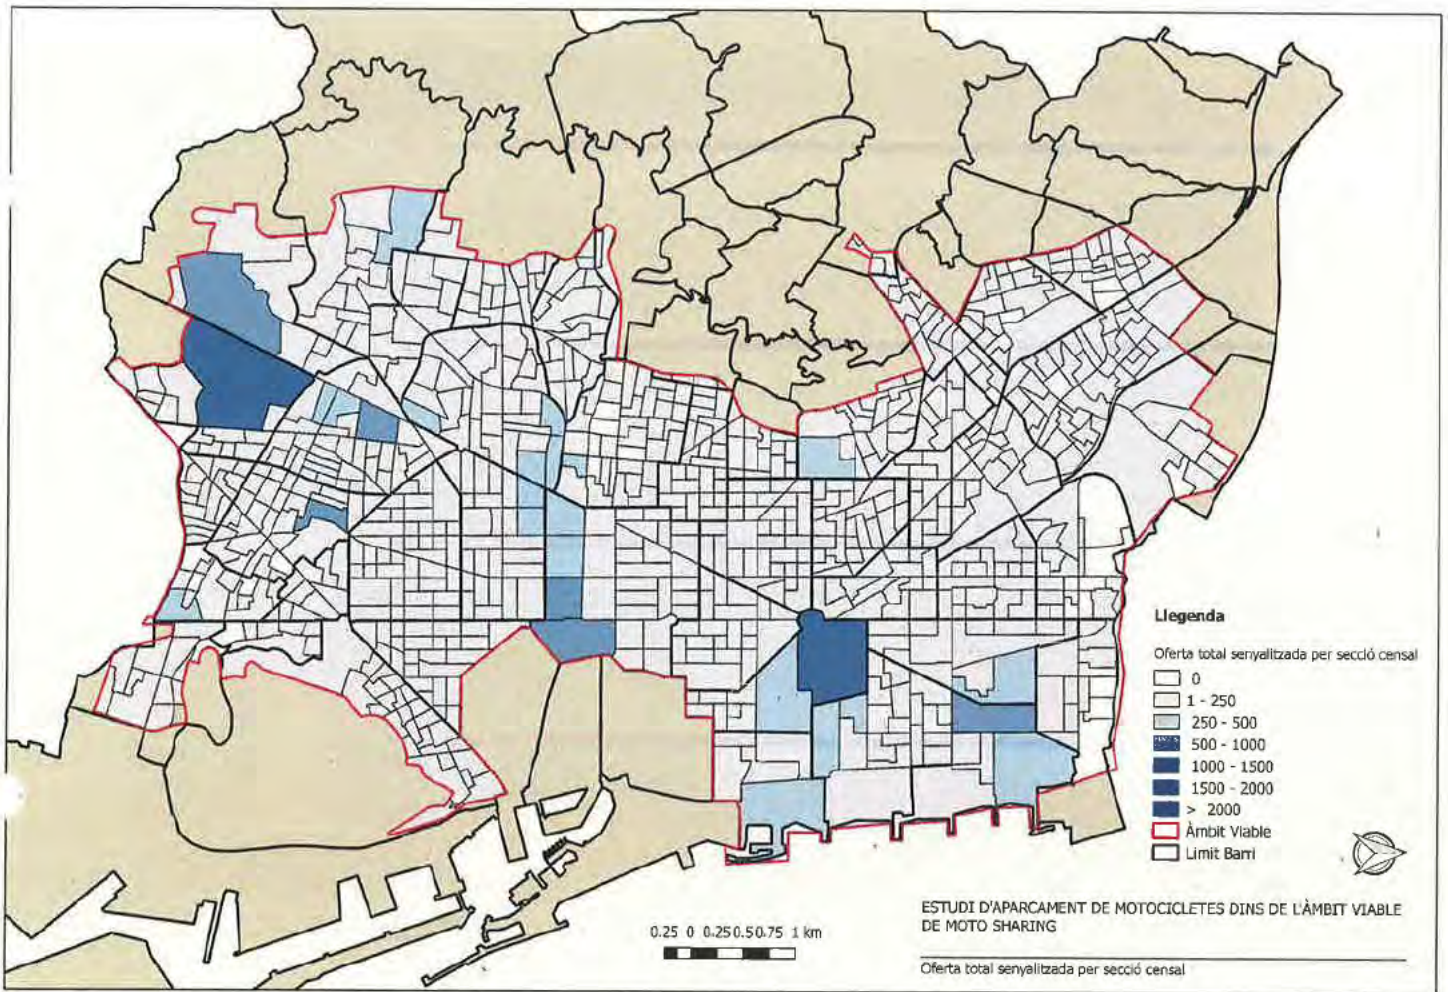 Llegenda
Oferta total senyalitzada per secció censal
0
1 - 250
250 - 500
500 - 1000
1000 - 1500
1500 - 2000
> 2000
Àmbit Viable
Limit Barri
0.25 0 0.25 0.5 0.75 1 km
ESTUDI D'APARCAMENT DE MOTOCICLETES DINS DE L'ÀMBIT VIABLE
DE MOTO SHARING
Oferta total senyalitzada per secció censal